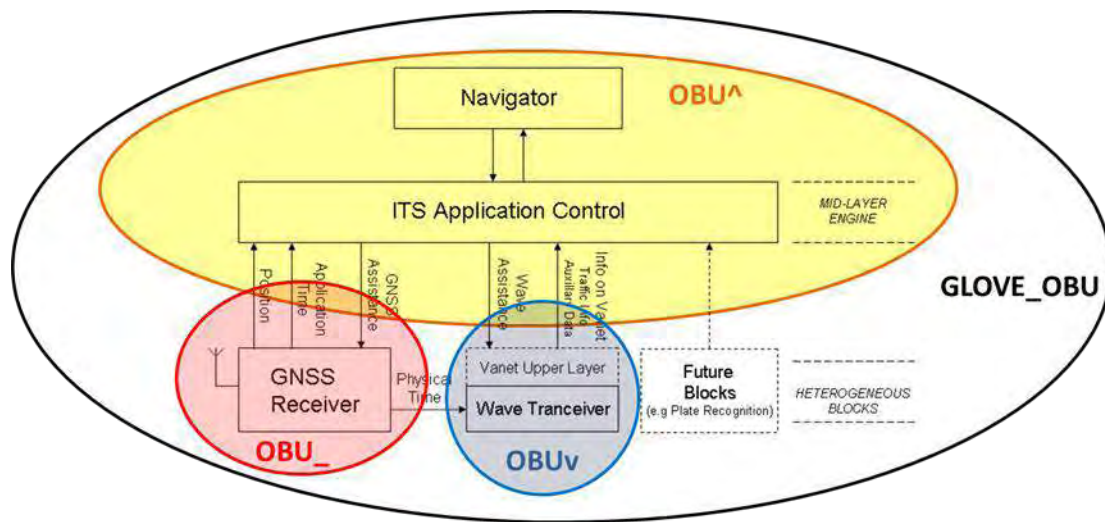 Navigator
OBU^
ITS Application Control
MID-LAYER
ENGINE
Position
Application
Time
GNSS
Assistance
Wave
Assistance
Info on Vanet
Traffic Info
Auxiliary Data
GLOVE_OBU
GNSS
Receiver
Physical
Time
Vanet Upper Layer
Wave Tranceiver
Future
Blocks
(e.g Plate Recognition)
HETEROGENEOUS
BLOCKS
OBU_
OBUv